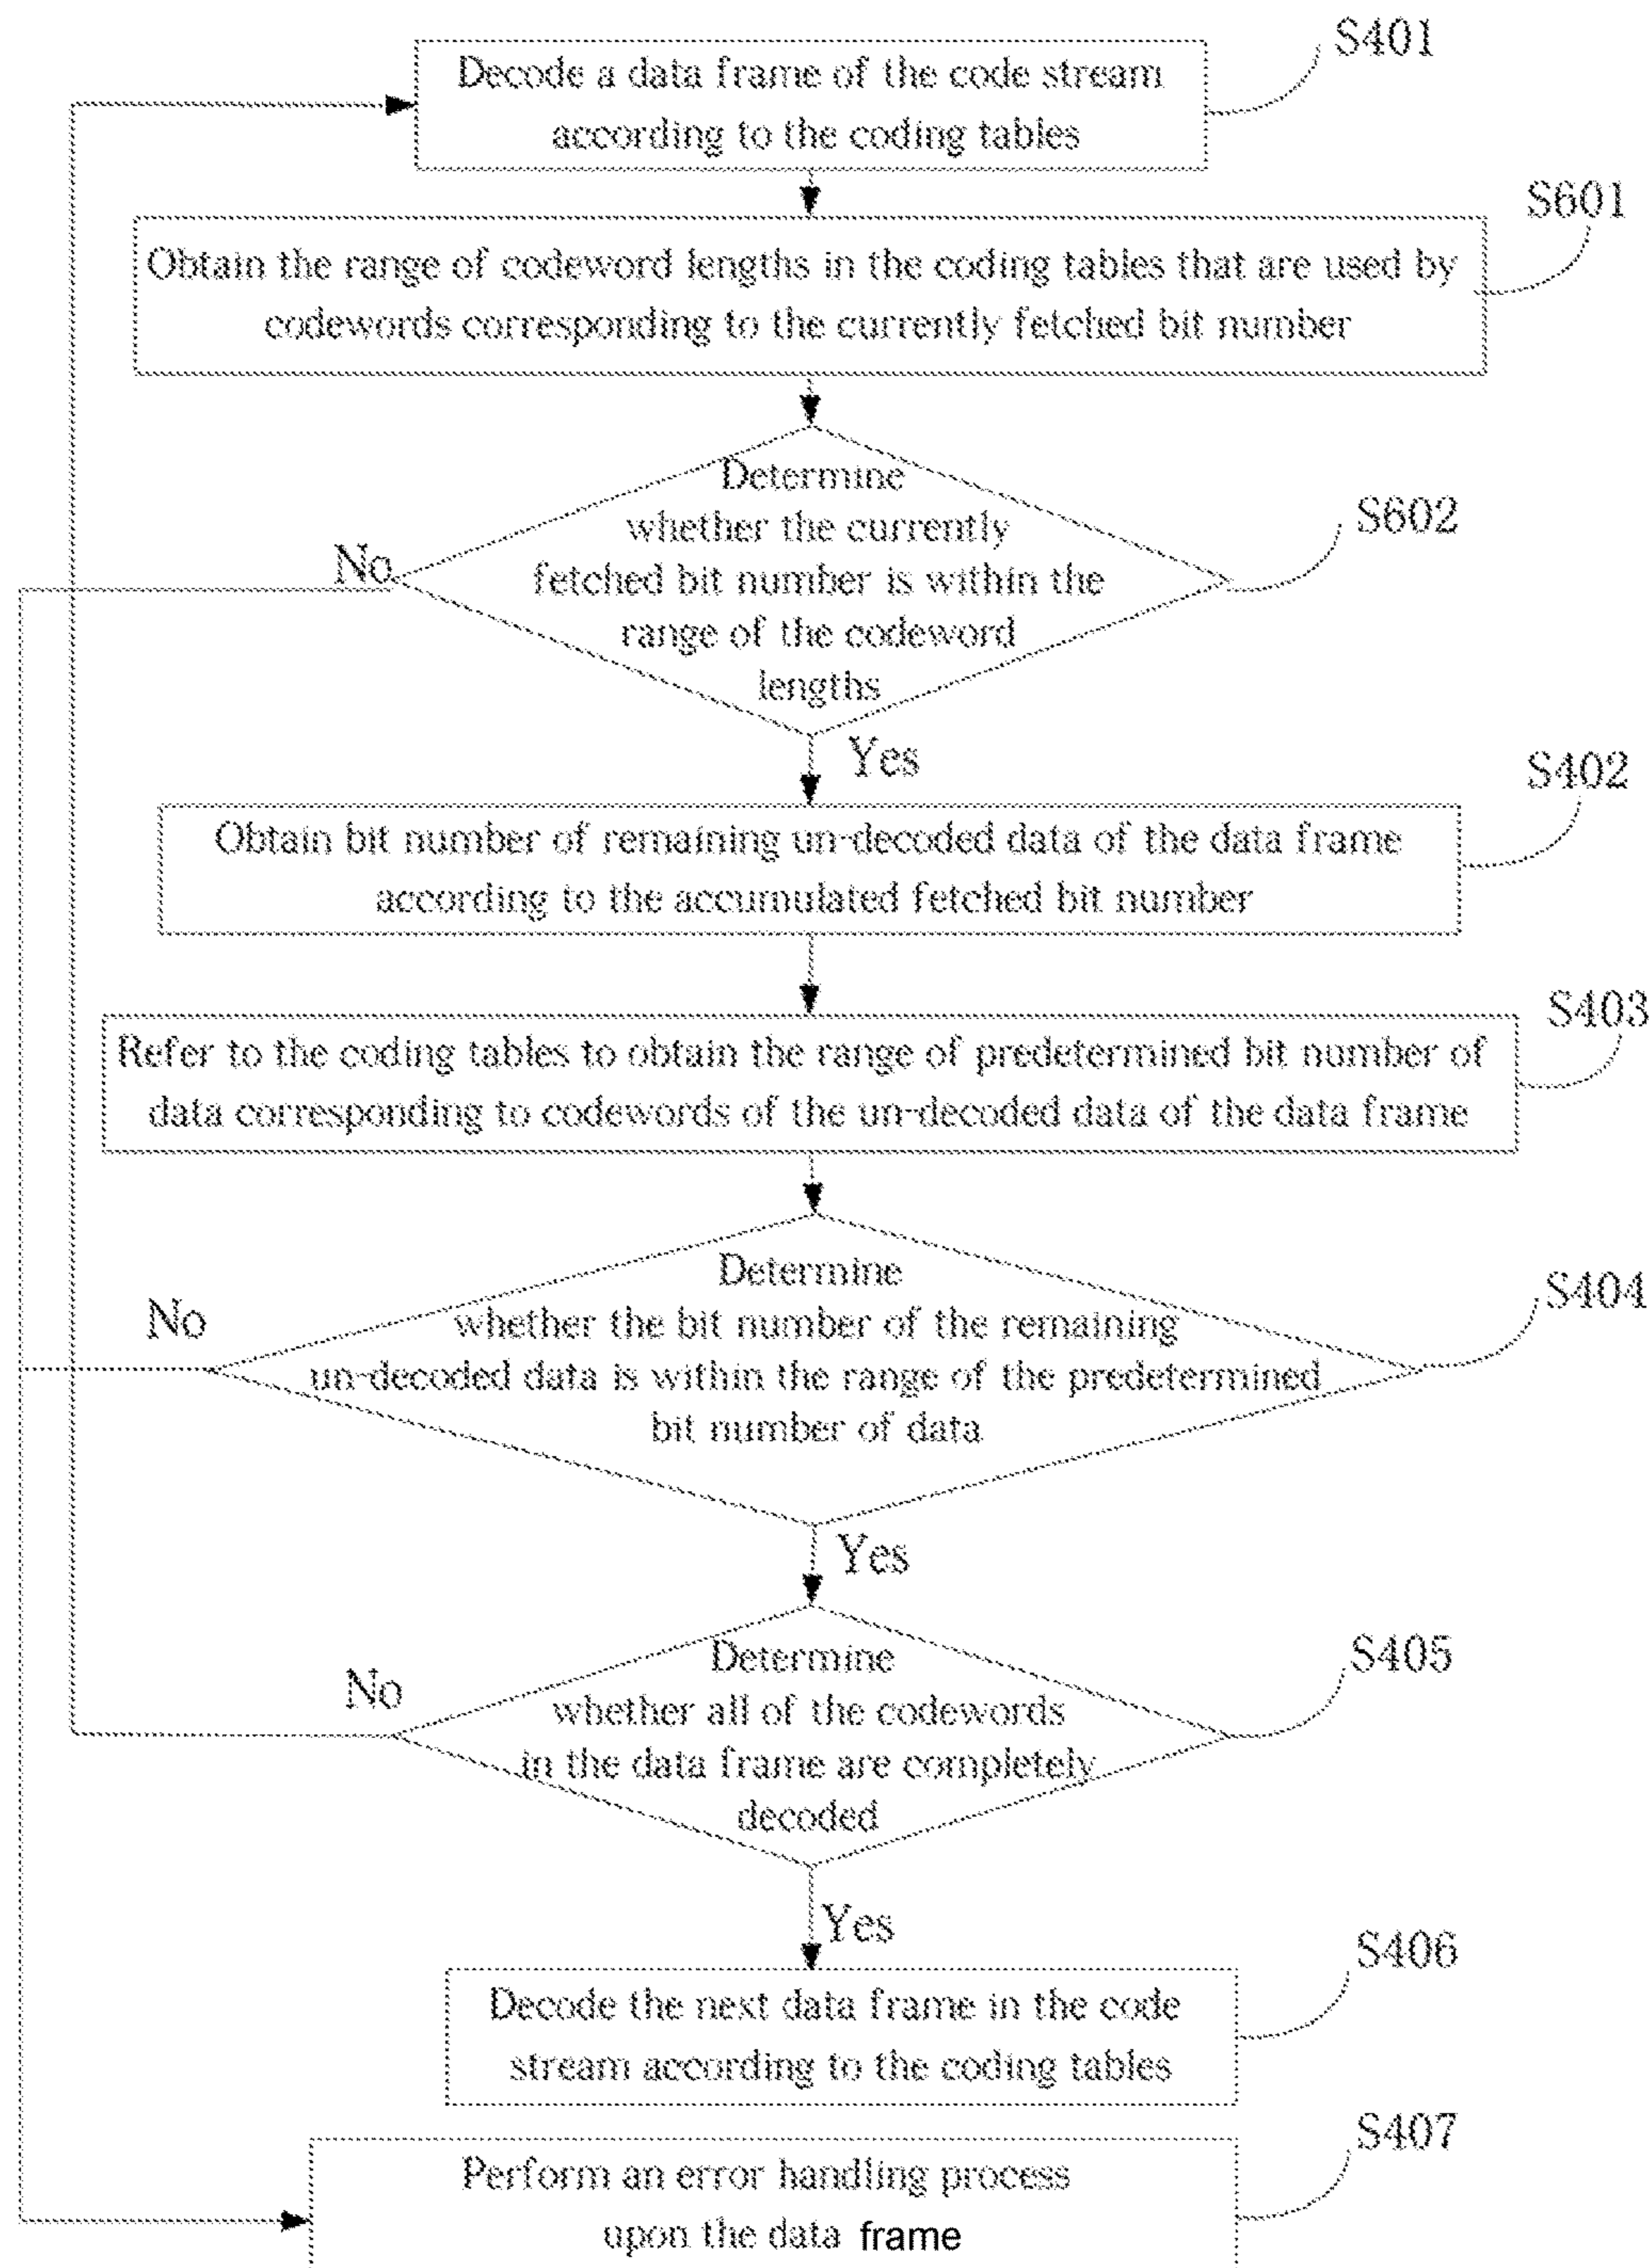 S401
Decode a data frame of the code stream
according to the coding tables
S601
Obtain the range of codeword lengths in the coding tables that are used by
codewords corresponding to the currently fetched bit number
Determine
whether the currently
fetched bit number is within the
range of the codeword
lengths
S602
No
Yes
S402
Obtain bit number of remaining un-decoded data of the data frame
according to the accumulated fetched bit number
S403
Refer to the coding tables to obtain the range of predetermined bit number of
data corresponding to codewords of the un-decoded data of the data frame
Determine
whether the bit number of the remaining
un-decoded data is within the range of the predetermined
bit number of data
S404
No
Yes
S405
Determine
whether all of the codewords
in the data frame are completely
decoded
No
Yes
S406
Decode the next data frame in the code
stream according to the coding tables
S407
Perform an error handling process
upon the data frame